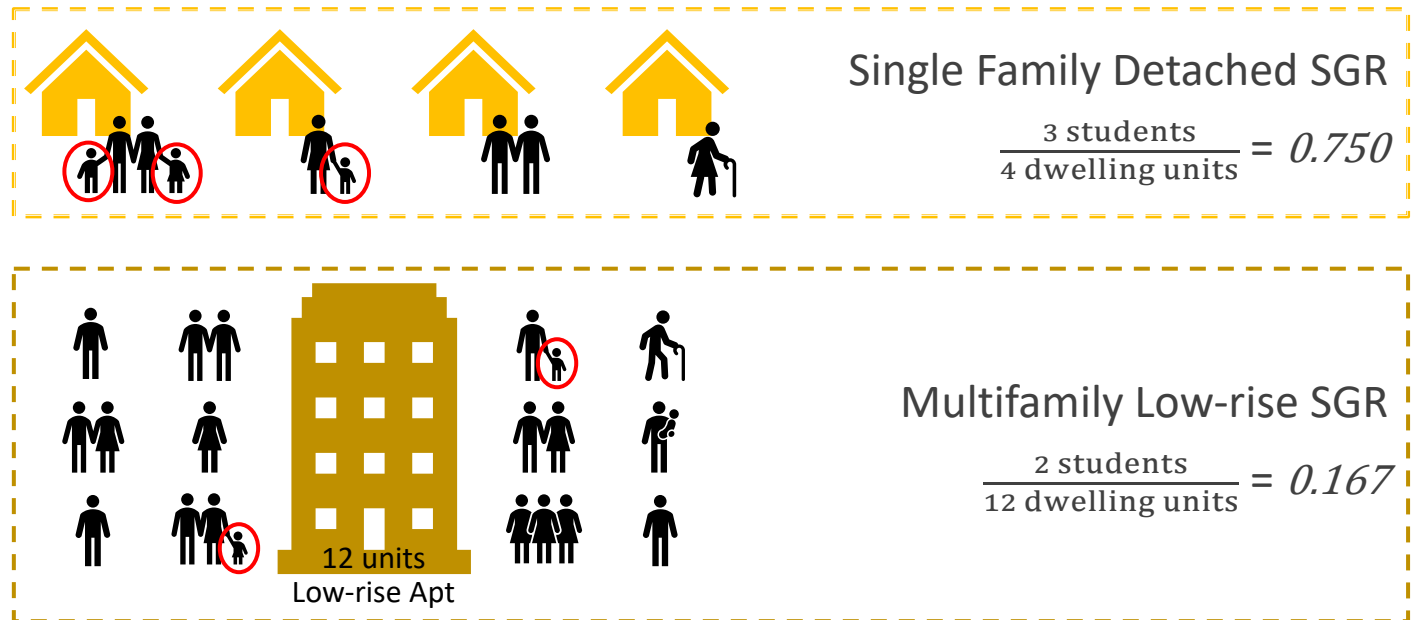 Single Family Detached SGR
3 students
4 dwelling units
= 0.750
Multifamily Low-rise SGR
2 students
12 dwelling units
= 0.167
12 units
Low-rise Apt